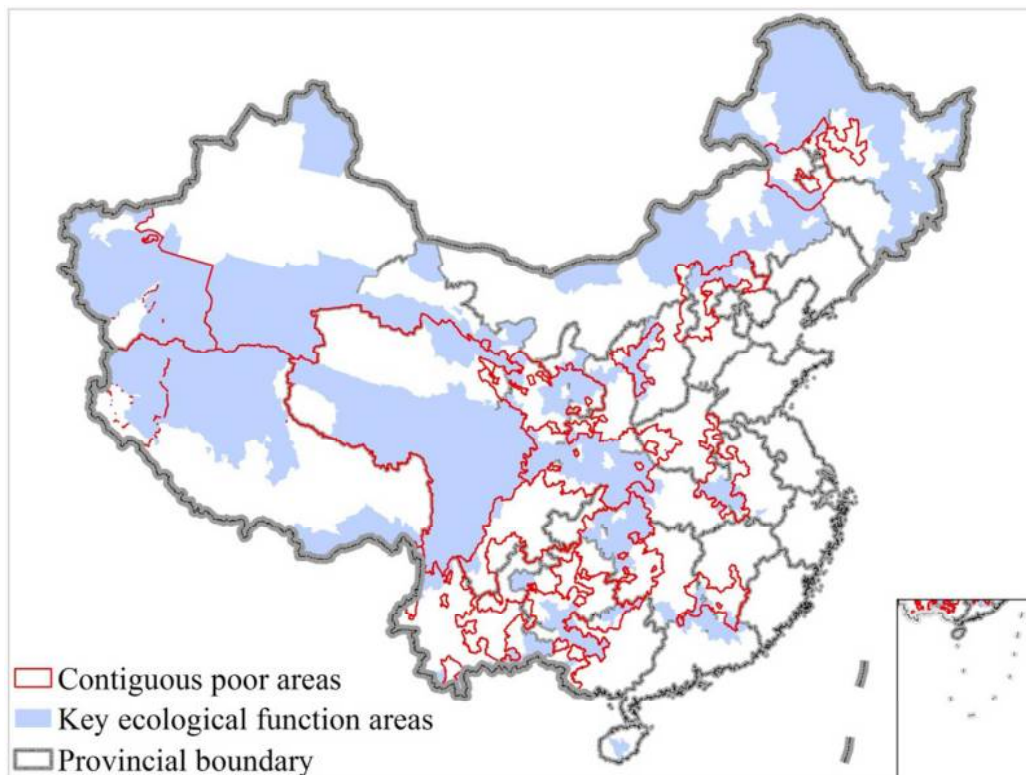 Contiguous poor areas
Key ecological function areas
Provincial boundary